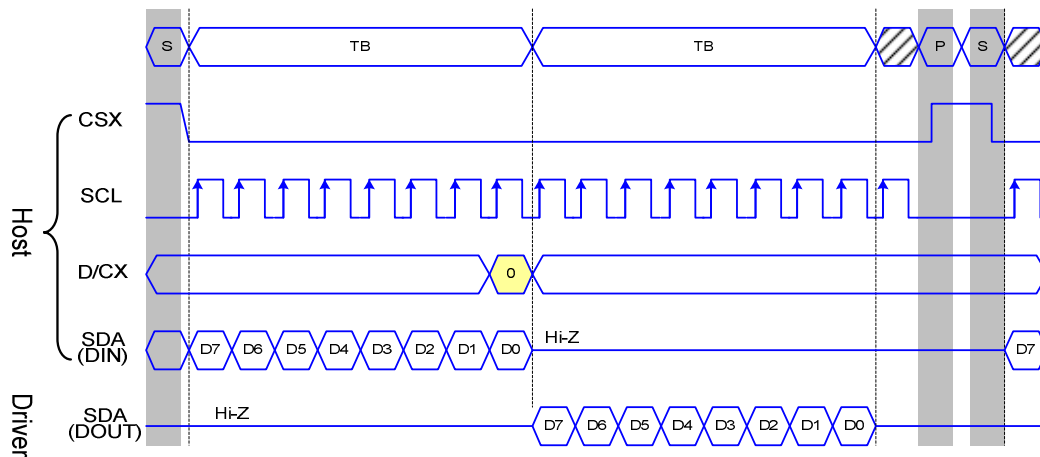 S TB TB P S
CSX
SCL
D/CX 0
SDA
(DIN) D7 D6 D5 D4 D3 D2 D1 D0 Hi-Z D7
SDA
(DOUT) Hi-Z D7 D6 D5 D4 D3 D2 D1 D0
Host
Driver